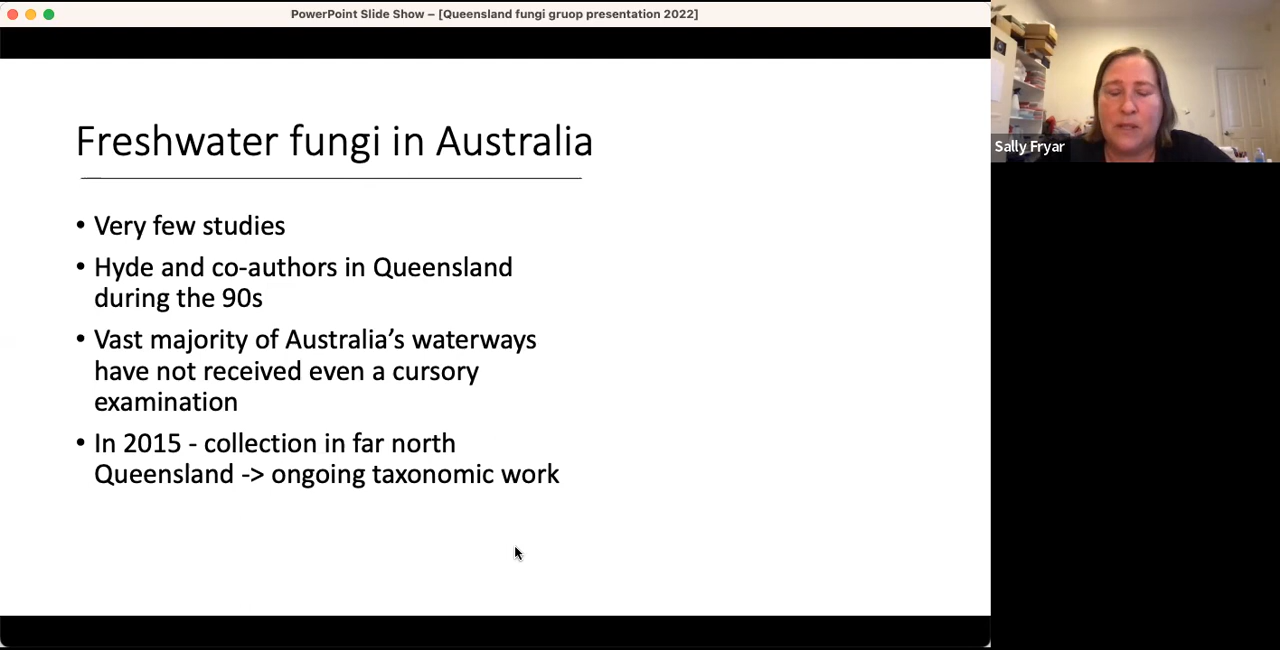 PowerPoint Slide Show – [Queensland fungi gruop presentation 2022]
Freshwater fungi in Australia
• Very few studies
• Hyde and co-authors in Queensland
during the 90s
• Vast majority of Australia’s waterways
have not received even a cursory
examination
• In 2015 - collection in far north
Queensland -> ongoing taxonomic work
Sally Fryar